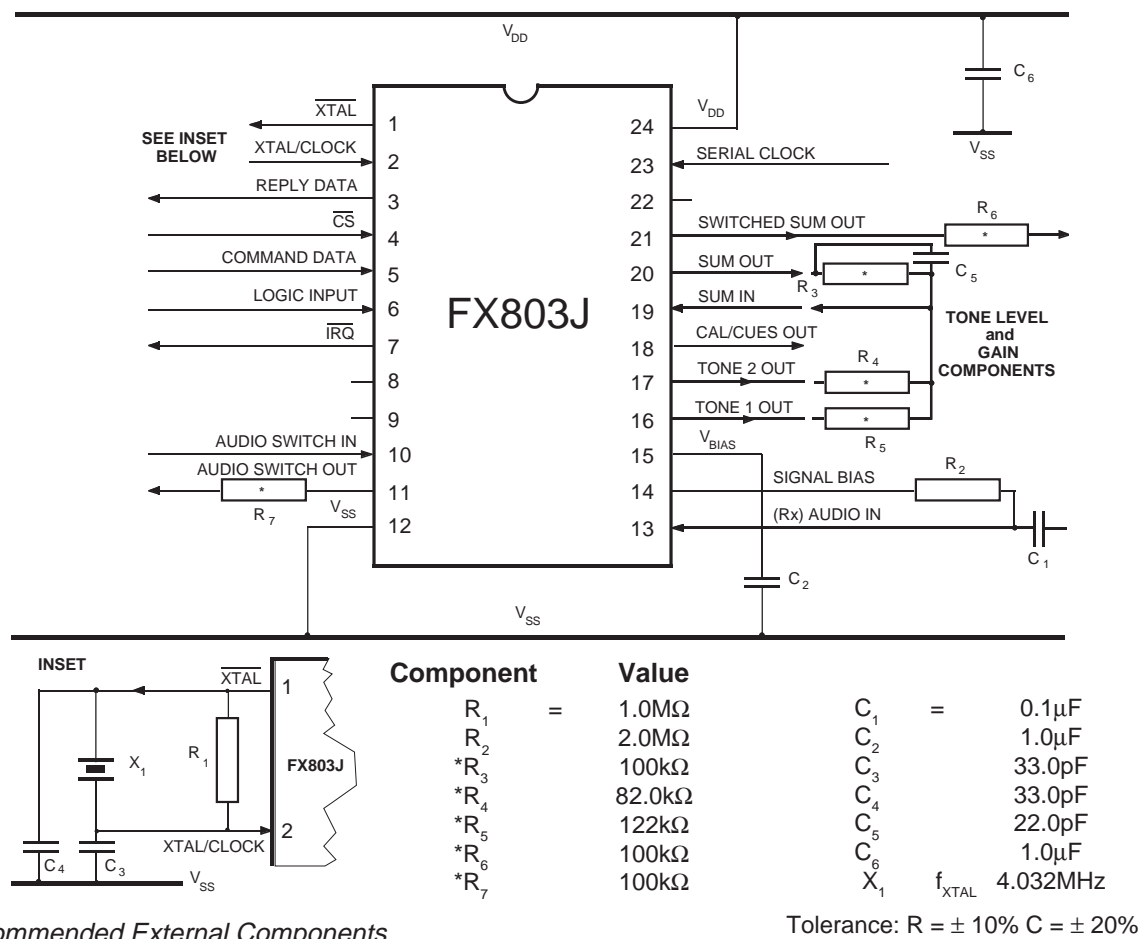 V_DD
XTAL
SEE INSET
BELOW
XTAL/CLOCK
REPLY DATA
CS
COMMAND DATA
LOGIC INPUT
IRQ
AUDIO SWITCH IN
AUDIO SWITCH OUT
R_7
V_SS
1
2
3
4
5
6
7
8
9
10
11
12
FX803J
24
23
22
21
20
19
18
17
16
15
14
13
V_DD
C_6
V_SS
SERIAL CLOCK
SWITCHED SUM OUT
R_6
*
SUM OUT
R_3
*
C_5
SUM IN
CAL/CUES OUT
TONE LEVEL
and
GAIN
COMPONENTS
TONE 2 OUT
R_4
*
TONE 1 OUT
*
R_5
V_BIAS
SIGNAL BIAS
R_2
(Rx) AUDIO IN
C_1
C_2
*
V_SS
INSET
XTAL
1
R_1
X_1
FX803J
2
XTAL/CLOCK
C_4
C_3
V_SS
Component Value
R_1 = 1.0MΩ C_1 = 0.1µF
R_2 2.0MΩ C_2 1.0µF
*R_3 100kΩ C_3 33.0pF
*R_4 82.0kΩ C_4 33.0pF
*R_5 122kΩ C_5 22.0pF
*R_6 100kΩ C_6 1.0µF
*R_7 100kΩ X_1 f_XTAL 4.032MHz
ommended External Components
Tolerance: R = ± 10% C = ± 20%